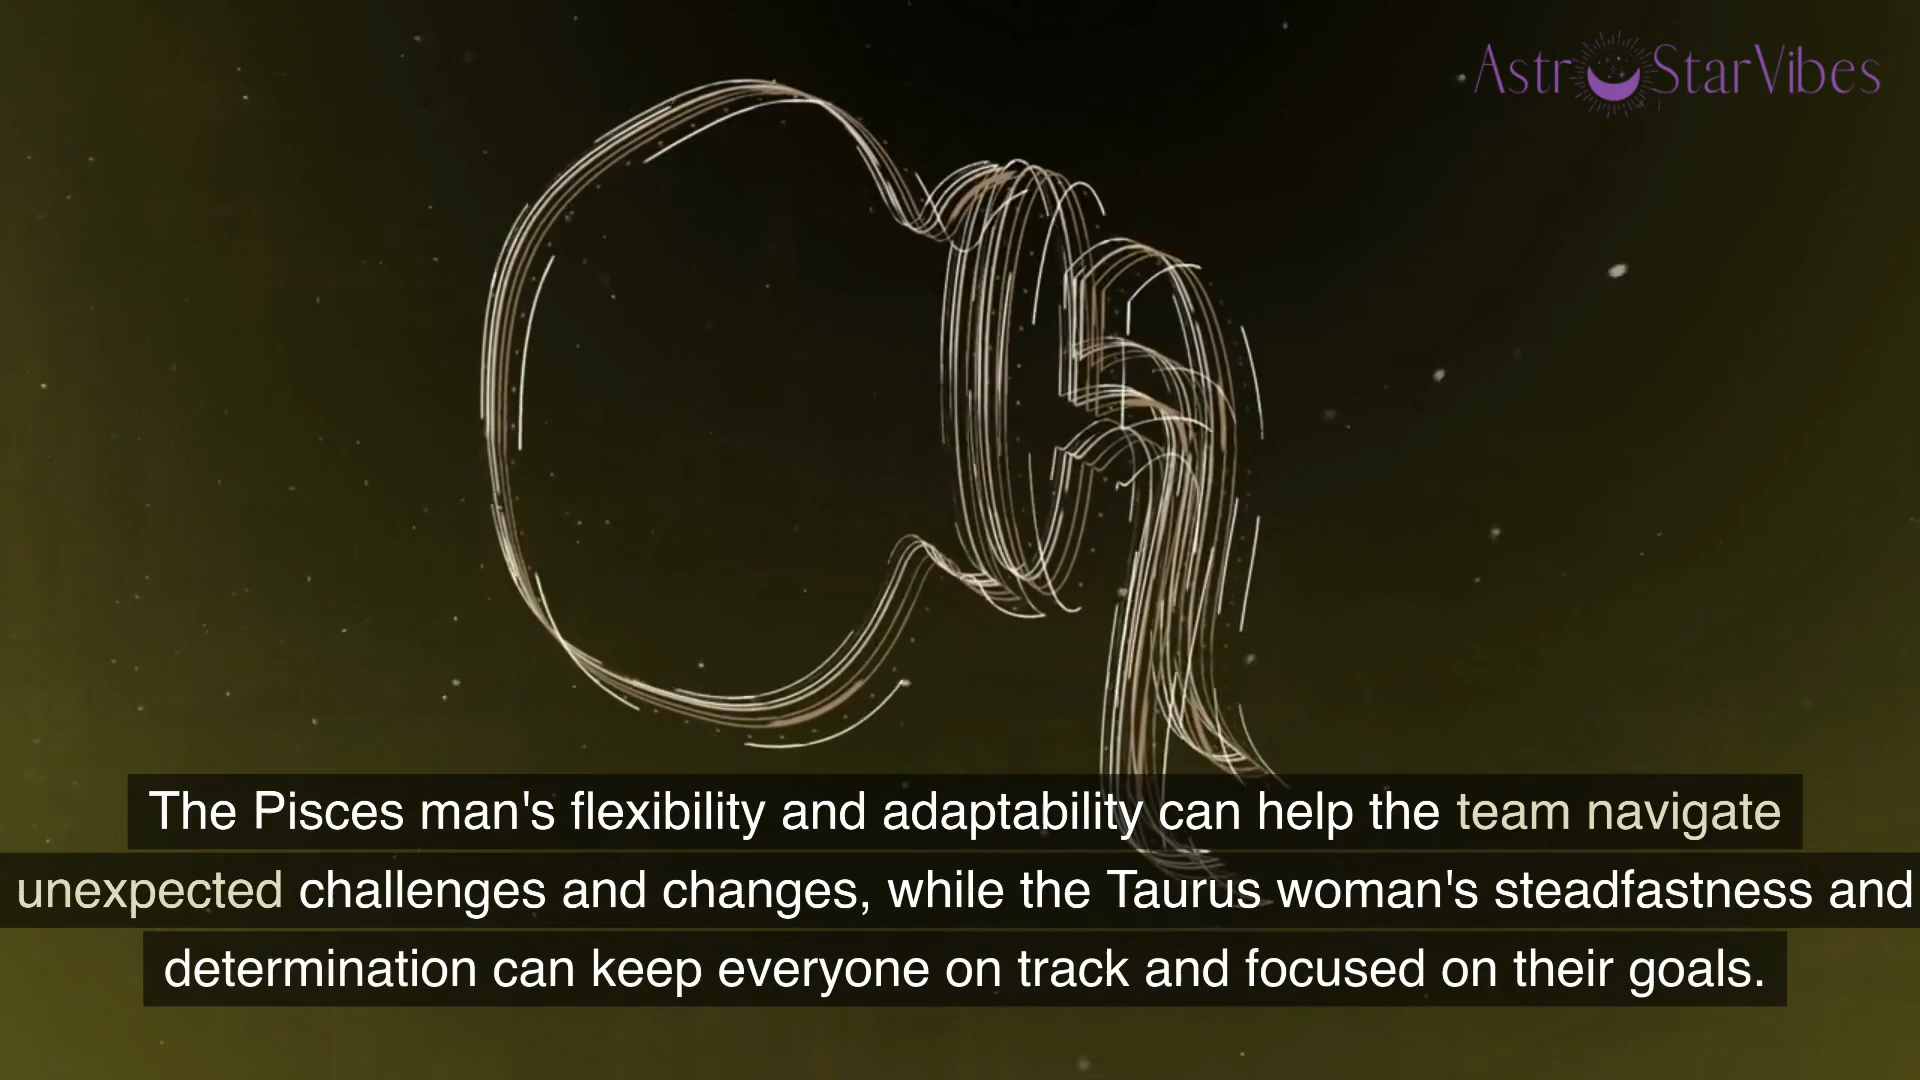 AstroStarVibes
The Pisces man's flexibility and adaptability can help the team navigate
unexpected challenges and changes, while the Taurus woman's steadfastness and
determination can keep everyone on track and focused on their goals.